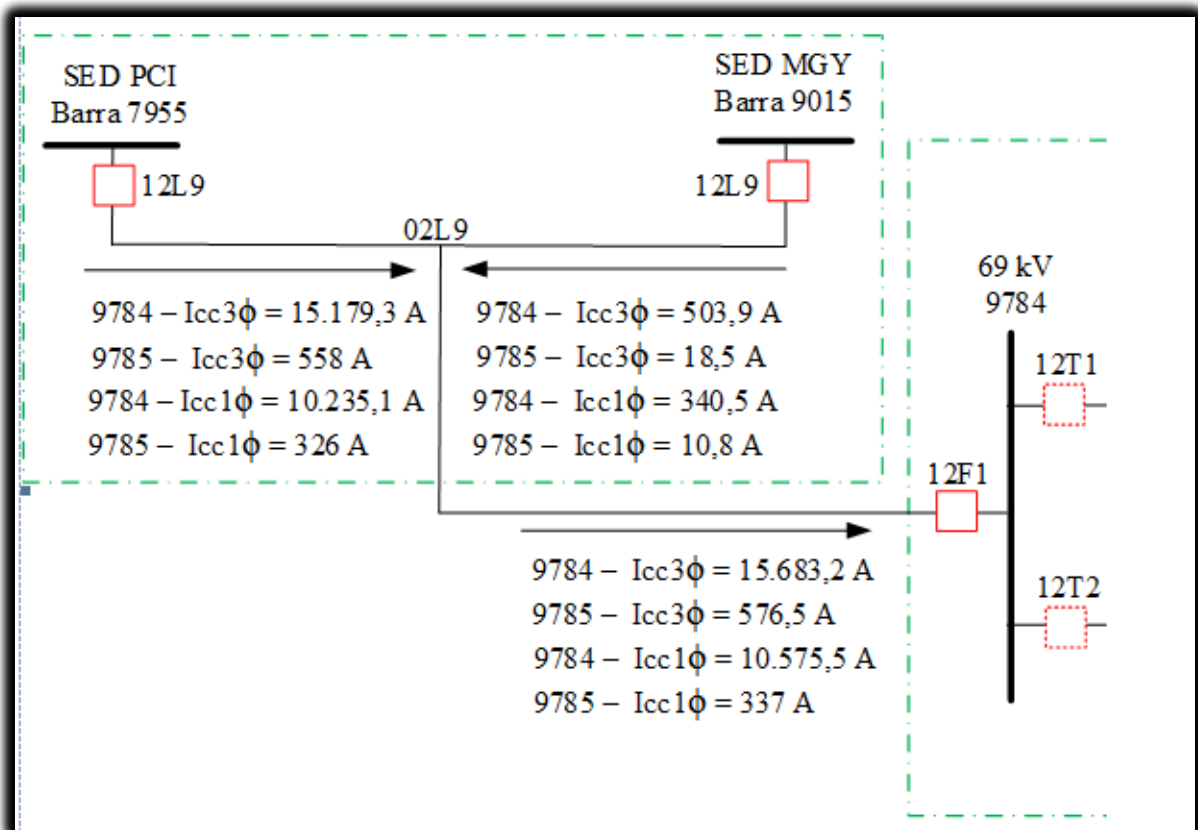 SED PCI
Barra 7955
SED MGY
Barra 9015
12L9
12L9
02L9
9784 – Icc3ϕ = 15.179,3 A
9785 – Icc3ϕ = 558 A
9784 –Icc1ϕ = 10.235,1 A
9785 – Icc1ϕ = 326 A
9784 – Icc3ϕ = 503,9 A
9785 – Icc3ϕ = 18,5 A
9784 – Icc1ϕ = 340,5 A
9785 – Icc1ϕ = 10,8 A
69 kV
9784
12T1
12F1
12T2
9784 – Icc3ϕ = 15.683,2 A
9785 – Icc3ϕ = 576,5 A
9784 – Icc1ϕ = 10.575,5 A
9785 – Icc1ϕ = 337 A